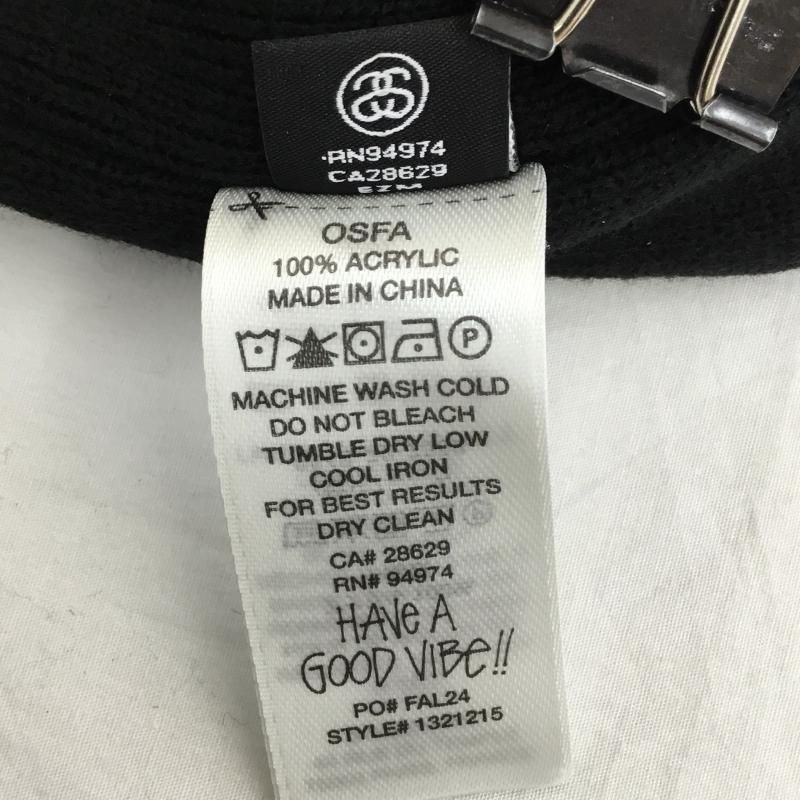 RN94974
CA28629
OSFA
100% ACRYLIC
MADE IN CHINA
P
MACHINE WASH COLD
DO NOT BLEACH
TUMBLE DRY LOW
COOL IRON
FOR BEST RESULTS
DRY CLEAN
CA# 28629
RN# 94974
HAVE A
GOOD VIBE!!
PO# FAL24
STYLE# 1321215